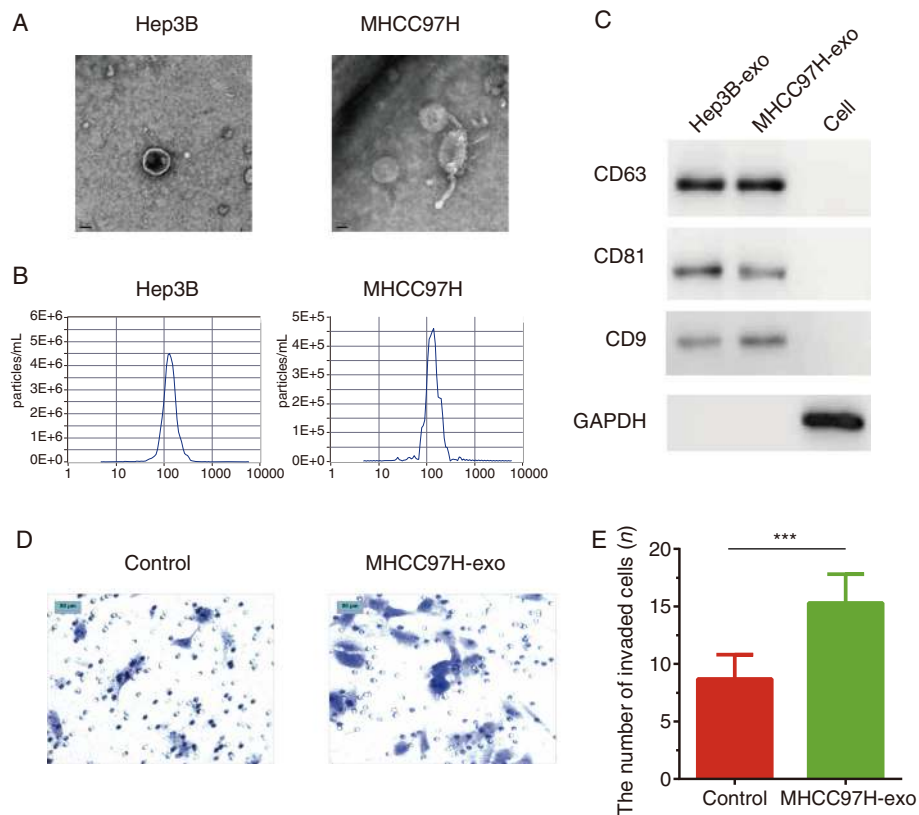 A
Hep3B
MHCC97H
B
Hep3B
MHCC97H
particles/mL
6E+6
5E+6
4E+6
3E+6
2E+6
1E+6
0E+0
1
10
100
1000
10000
particles/mL
5E+5
4E+5
3E+5
2E+5
1E+5
0E+0
1
10
100
1000
10000
C
Hep3B-exo
MHCC97H-exo
Cell
CD63
CD81
CD9
GAPDH
D
Control
MHCC97H-exo
E
The number of invaded cells (n)
20
15
10
5
0
***
Control
MHCC97H-exo